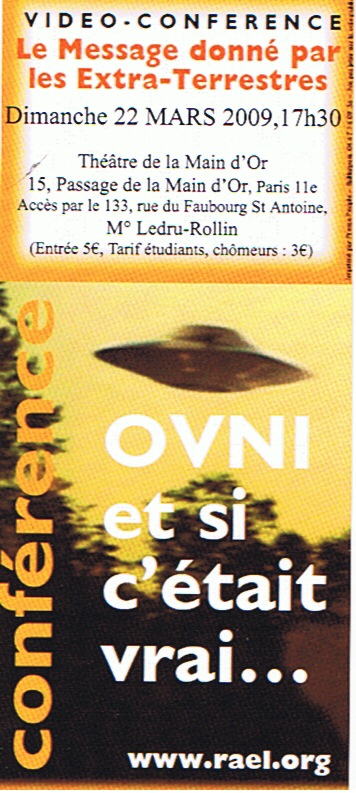 VIDEO-CONFERENCE
Le Message donné par
les Extra-Terrestres
Dimanche 22 MARS 2009,17h30
Théâtre de la Main d'Or
15, Passage de la Main d'Or, Paris 11e
Accès par le 133, rue du Faubourg St Antoine,
M° Ledru-Rollin
(Entrée 5€, Tarif étudiants, chômeurs : 3€)
conférence
OVNI
et si
c'était
vrai...
www.rael.org